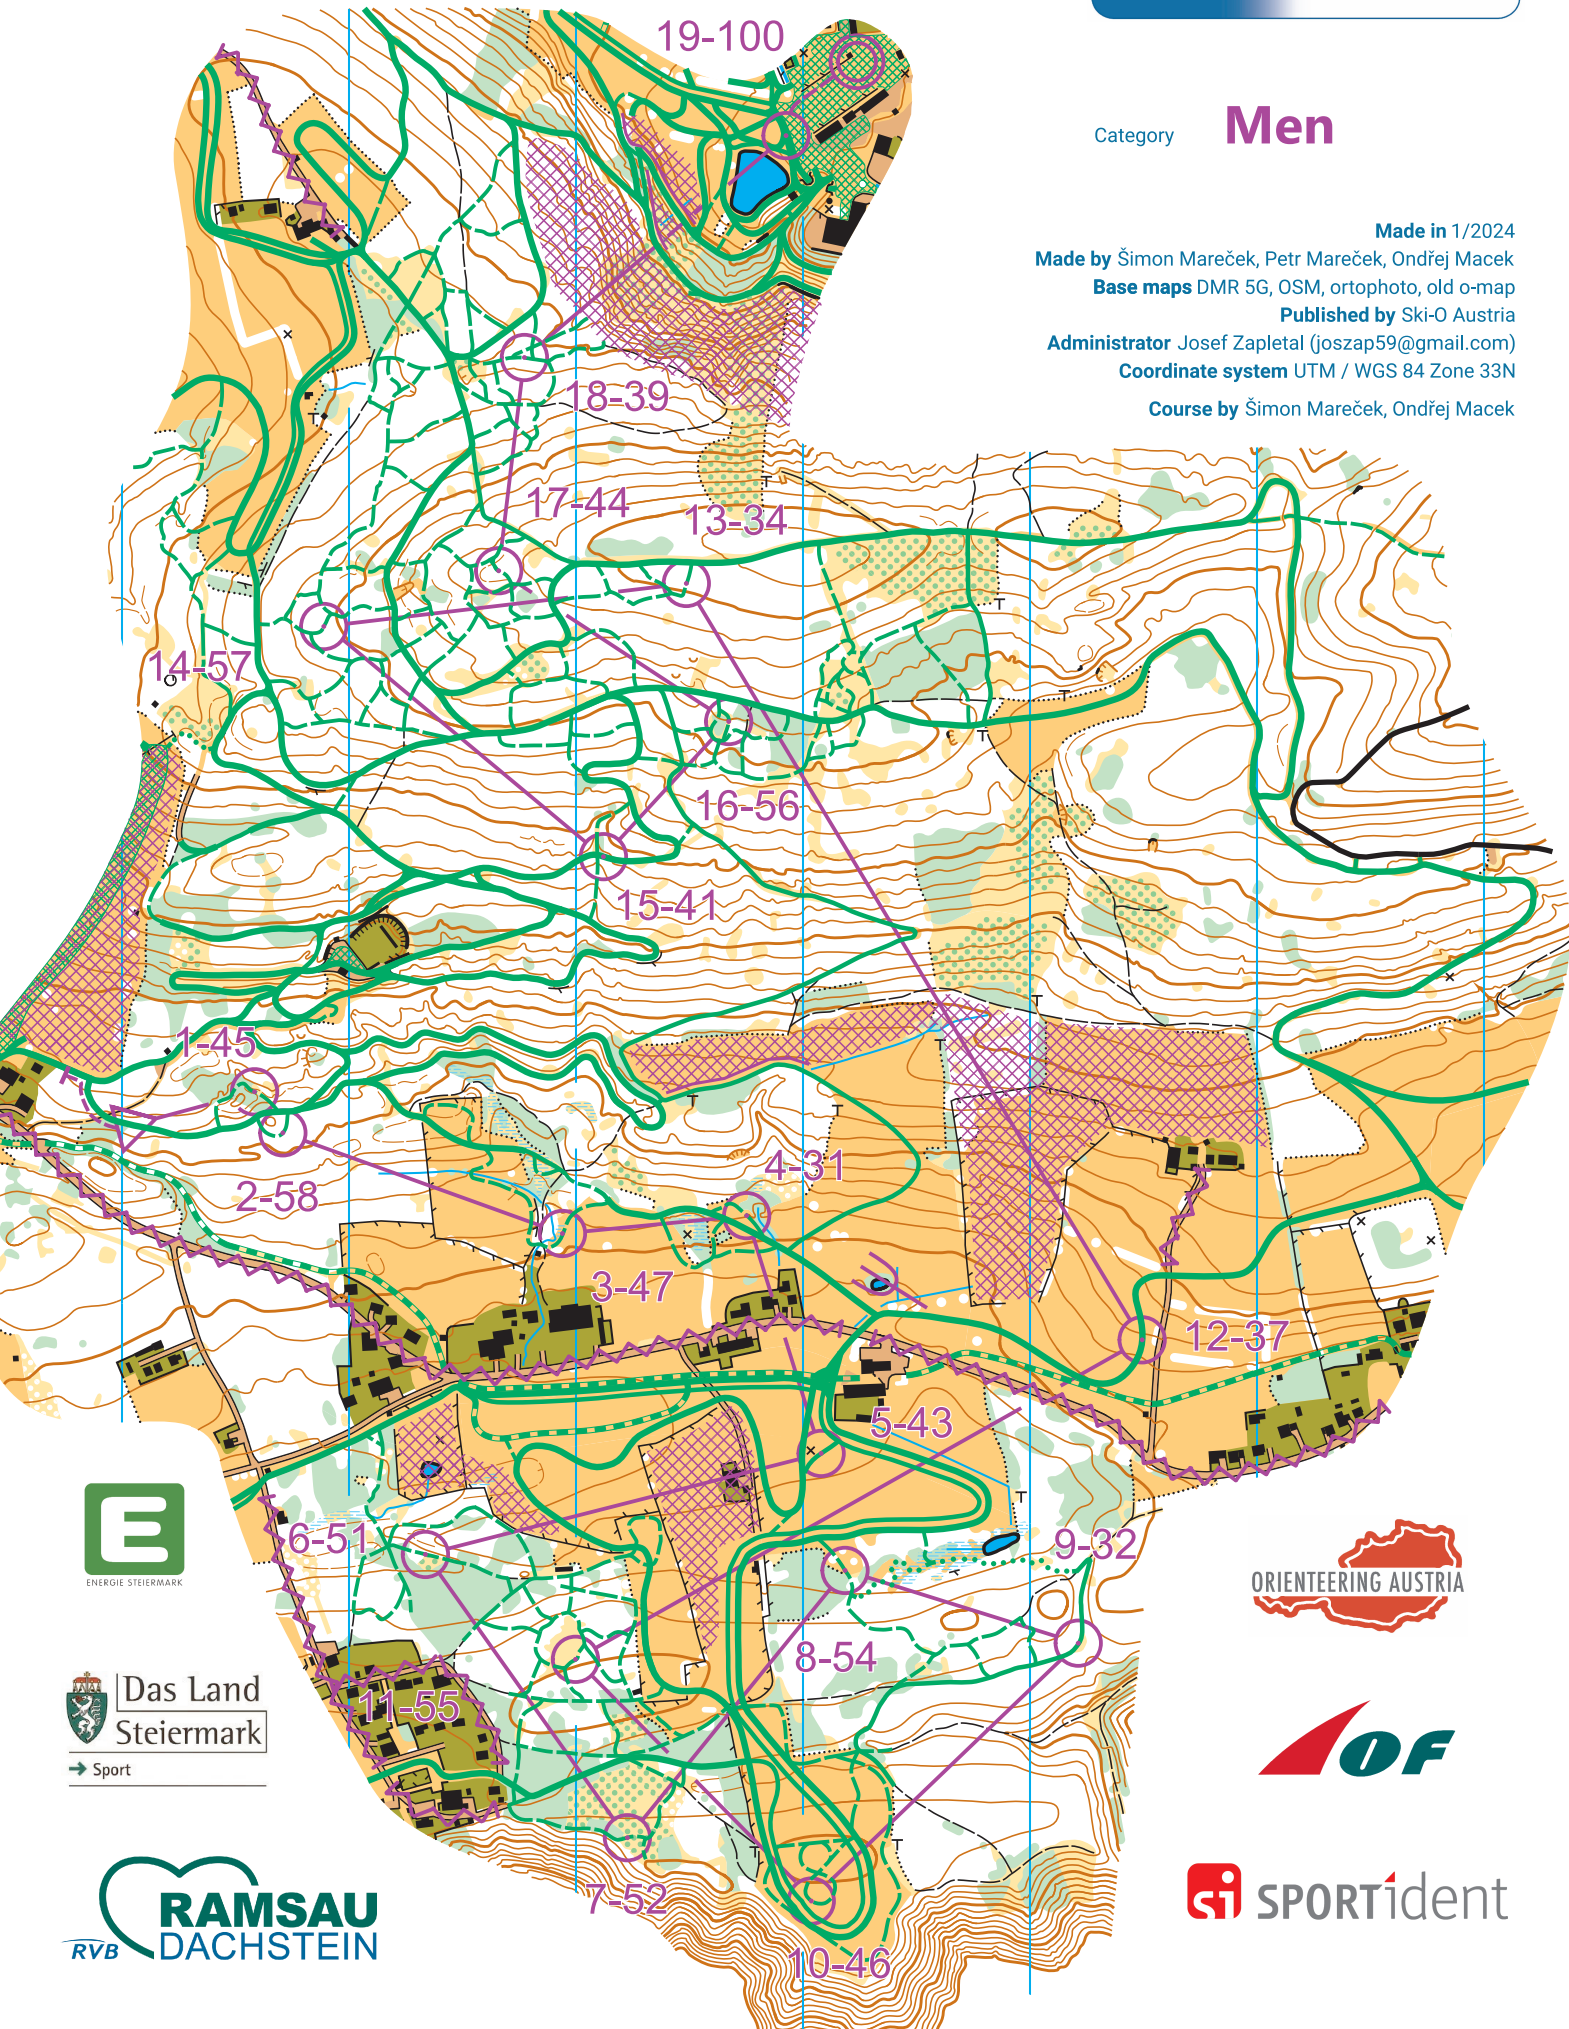 19-100
Category Men
Made in 1/2024
Made by Šimon Mareček, Petr Mareček, Ondřej Macek
Base maps DMR 5G, OSM, ortophoto, old o-map
Published by Ski-O Austria
Administrator Josef Zapletal (joszap59@gmail.com)
Coordinate system UTM / WGS 84 Zone 33N
Course by Šimon Mareček, Ondřej Macek
18-39
17-44
13-34
14-57
16-56
15-41
1-45
4-31
2-58
3-47
12-37
5-43
6-51
9-32
8-54
11-55
7-52
10-46
E
ENERGIE STEIERMARK
Das Land
Steiermark
→ Sport
RAMSAU
RVB DACHSTEIN
ORIENTEERING AUSTRIA
IOF
si SPORTident
T
T
T
T
T
T
T
T
T
T
T
T
T